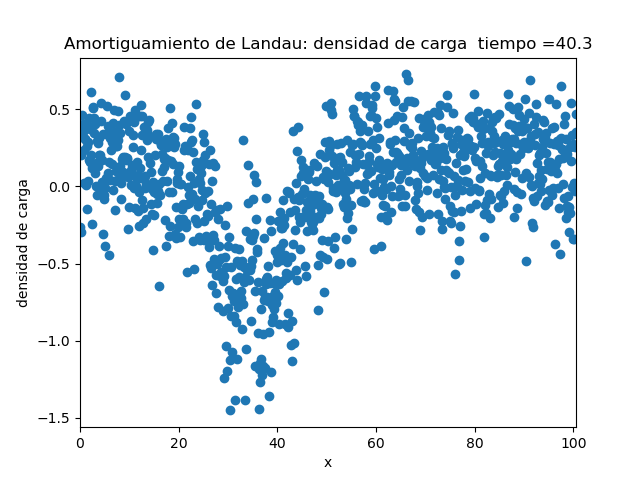 Amortiguamiento de Landau: densidad de carga  tiempo =40.3
densidad de carga
0.5
0.0
−0.5
−1.0
−1.5
0 20 40 60 80 100
x